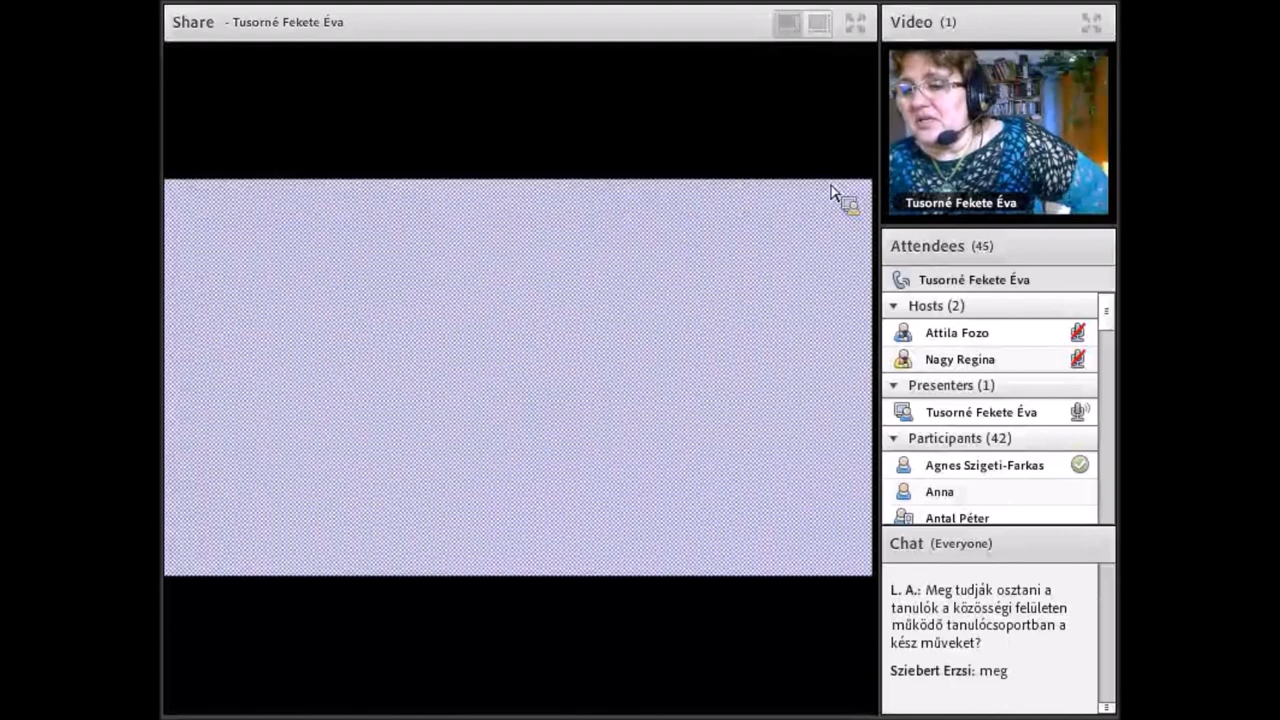 Share - Tusorné Fekete Éva
Video (1)
Tusorné Fekete Éva
Attendees (45)
Tusorné Fekete Éva
Hosts (2)
Attila Fozo
Nagy Regina
Presenters (1)
Tusorné Fekete Éva
Participants (42)
Agnes Szigeti-Farkas
Anna
Antal Péter
Chat (Everyone)
L. A.: Meg tudják osztani a
tanulók a közösségi felületen
működő tanulócsoportban a
kész műveket?
Sziebert Erzsi: meg